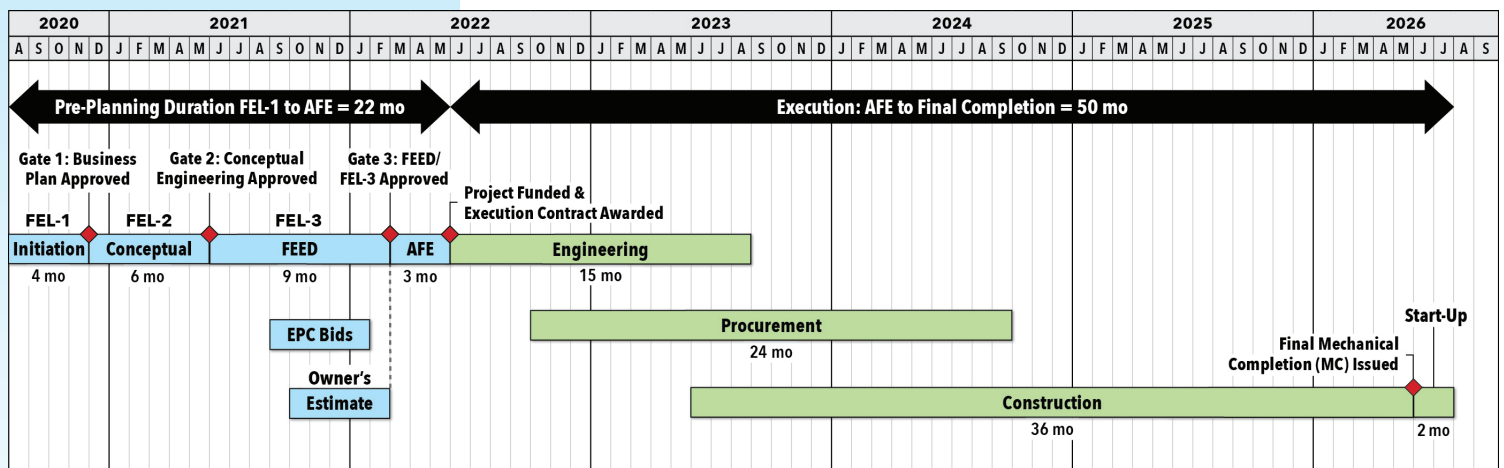 2020 2021 2022 2023 2024 2025 2026
A S O N D J F M A M J J A S O N D J F M A M J J A S O N D J F M A M J J A S O N D J F M A M J J A S O N D J F M A M J J A S O N D J F M A M J J A S
Pre-Planning Duration FEL-1 to AFE = 22 mo
Execution: AFE to Final Completion = 50 mo
Gate 1: Business
Plan Approved
Gate 2: Conceptual
Engineering Approved
Gate 3: FEED/
FEL-3 Approved
Project Funded &
Execution Contract Awarded
FEL-1 FEL-2 FEL-3
Initiation Conceptual FEED AFE Engineering
4 mo 6 mo 9 mo 3 mo 15 mo
EPC Bids
Procurement
24 mo
Owner's
Estimate
Start-Up
Final Mechanical
Completion (MC) Issued
Construction
36 mo 2 mo